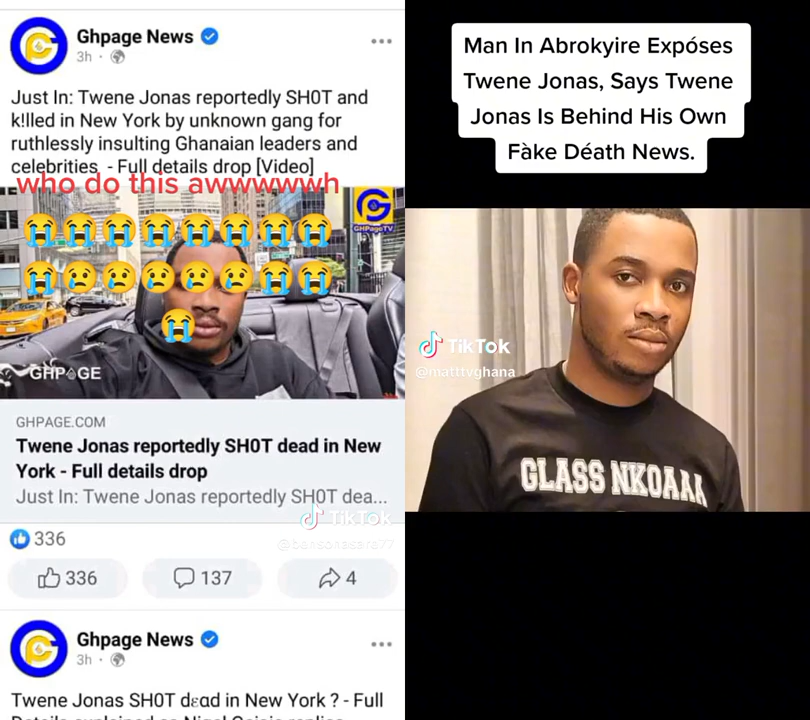 Ghpage News
3h
Just In: Twene Jonas reportedly SH0T and
k!lled in New York by unknown gang for
ruthlessly insulting Ghanaian leaders and
celebrities - Full details drop [Video]
who do this awwwwwh
GHPageTV
GHPAGE
GHPAGE.COM
Twene Jonas reportedly SH0T dead in New
York - Full details drop
Just In: Twene Jonas reportedly SH0T dea...
TikTok
@bensonasara77
336
336
137
4
Ghpage News
3h
Twene Jonas SH0T dɛad in New York ? - Full
Man In Abrokyire Expóses
Twene Jonas, Says Twene
Jonas Is Behind His Own
Fàke Déath News.
TikTok
@matttvghana
GLASS NKOAAA